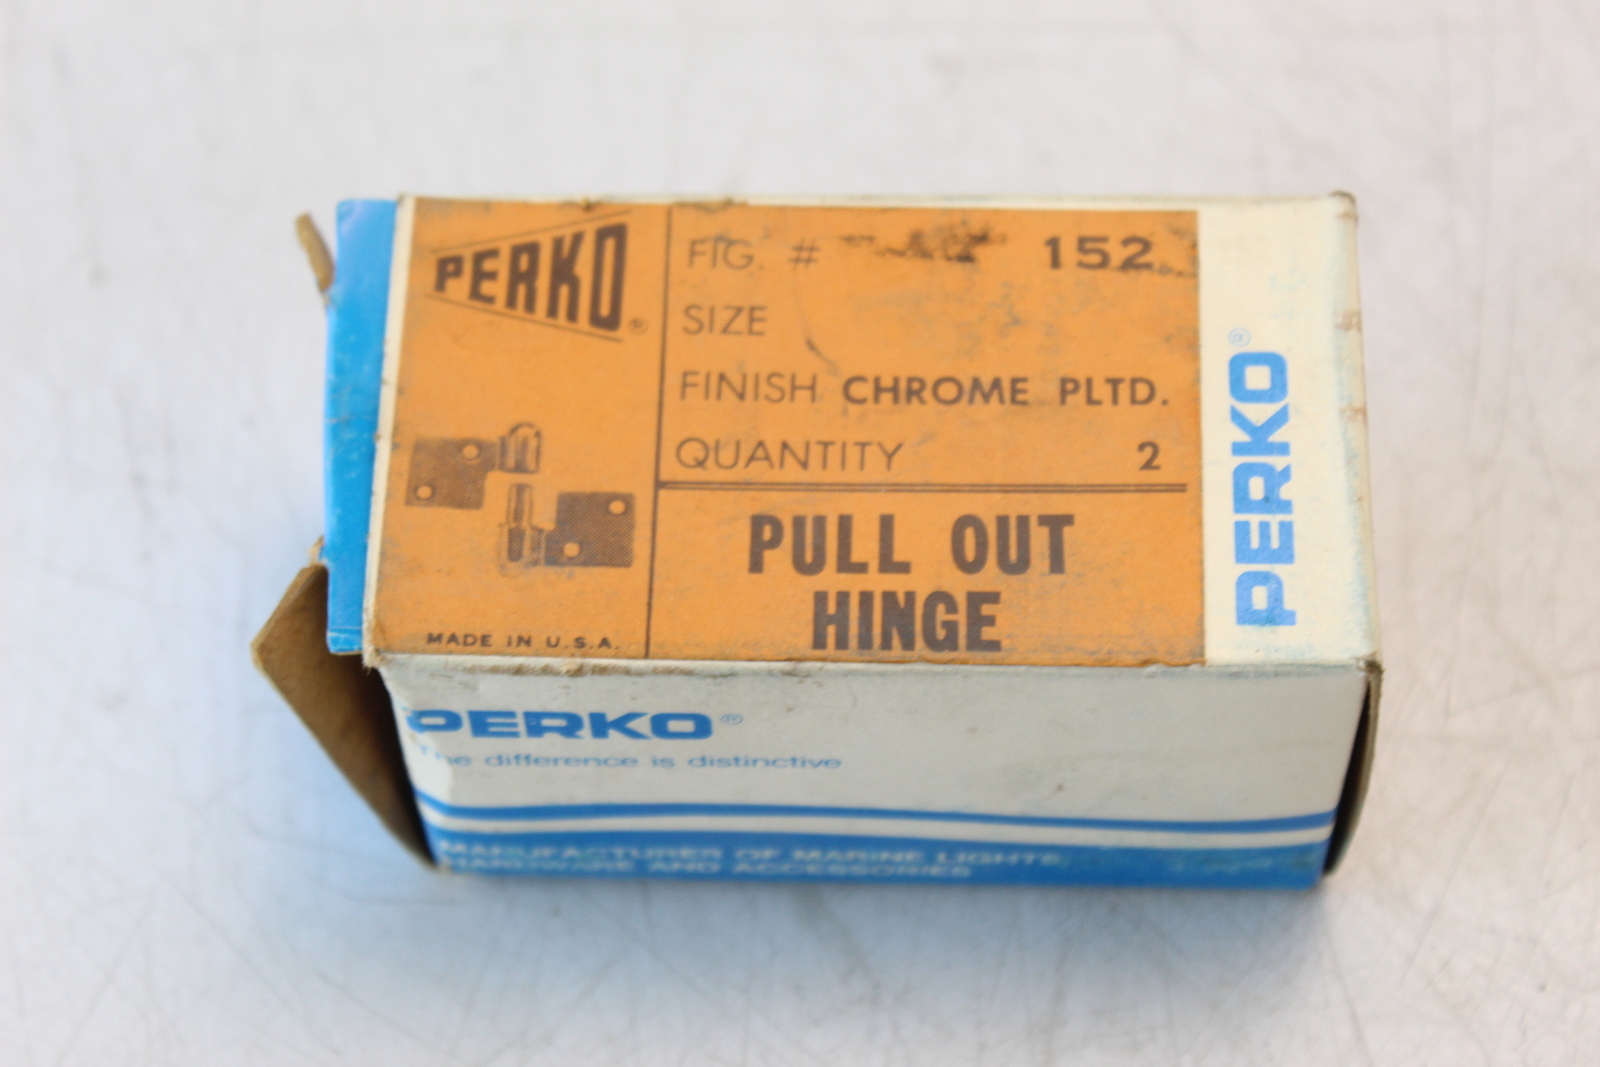 PERKO®
FIG. # 152
SIZE
FINISH CHROME PLTD.
QUANTITY 2
PULL OUT
HINGE
MADE IN U.S.A.
PERKO®
PERKO®
The difference is distinctive
MANUFACTURER OF MARINE LIGHTS,
HARDWARE AND ACCESSORIES